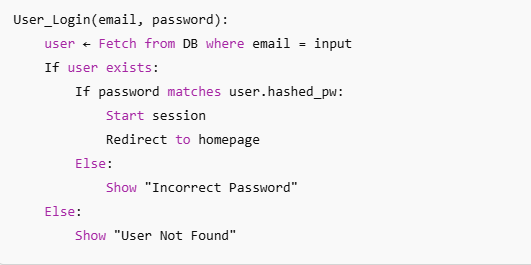 User_Login(email, password):
    user ← Fetch from DB where email = input
    If user exists:
        If password matches user.hashed_pw:
            Start session
            Redirect to homepage
        Else:
            Show "Incorrect Password"
    Else:
        Show "User Not Found"